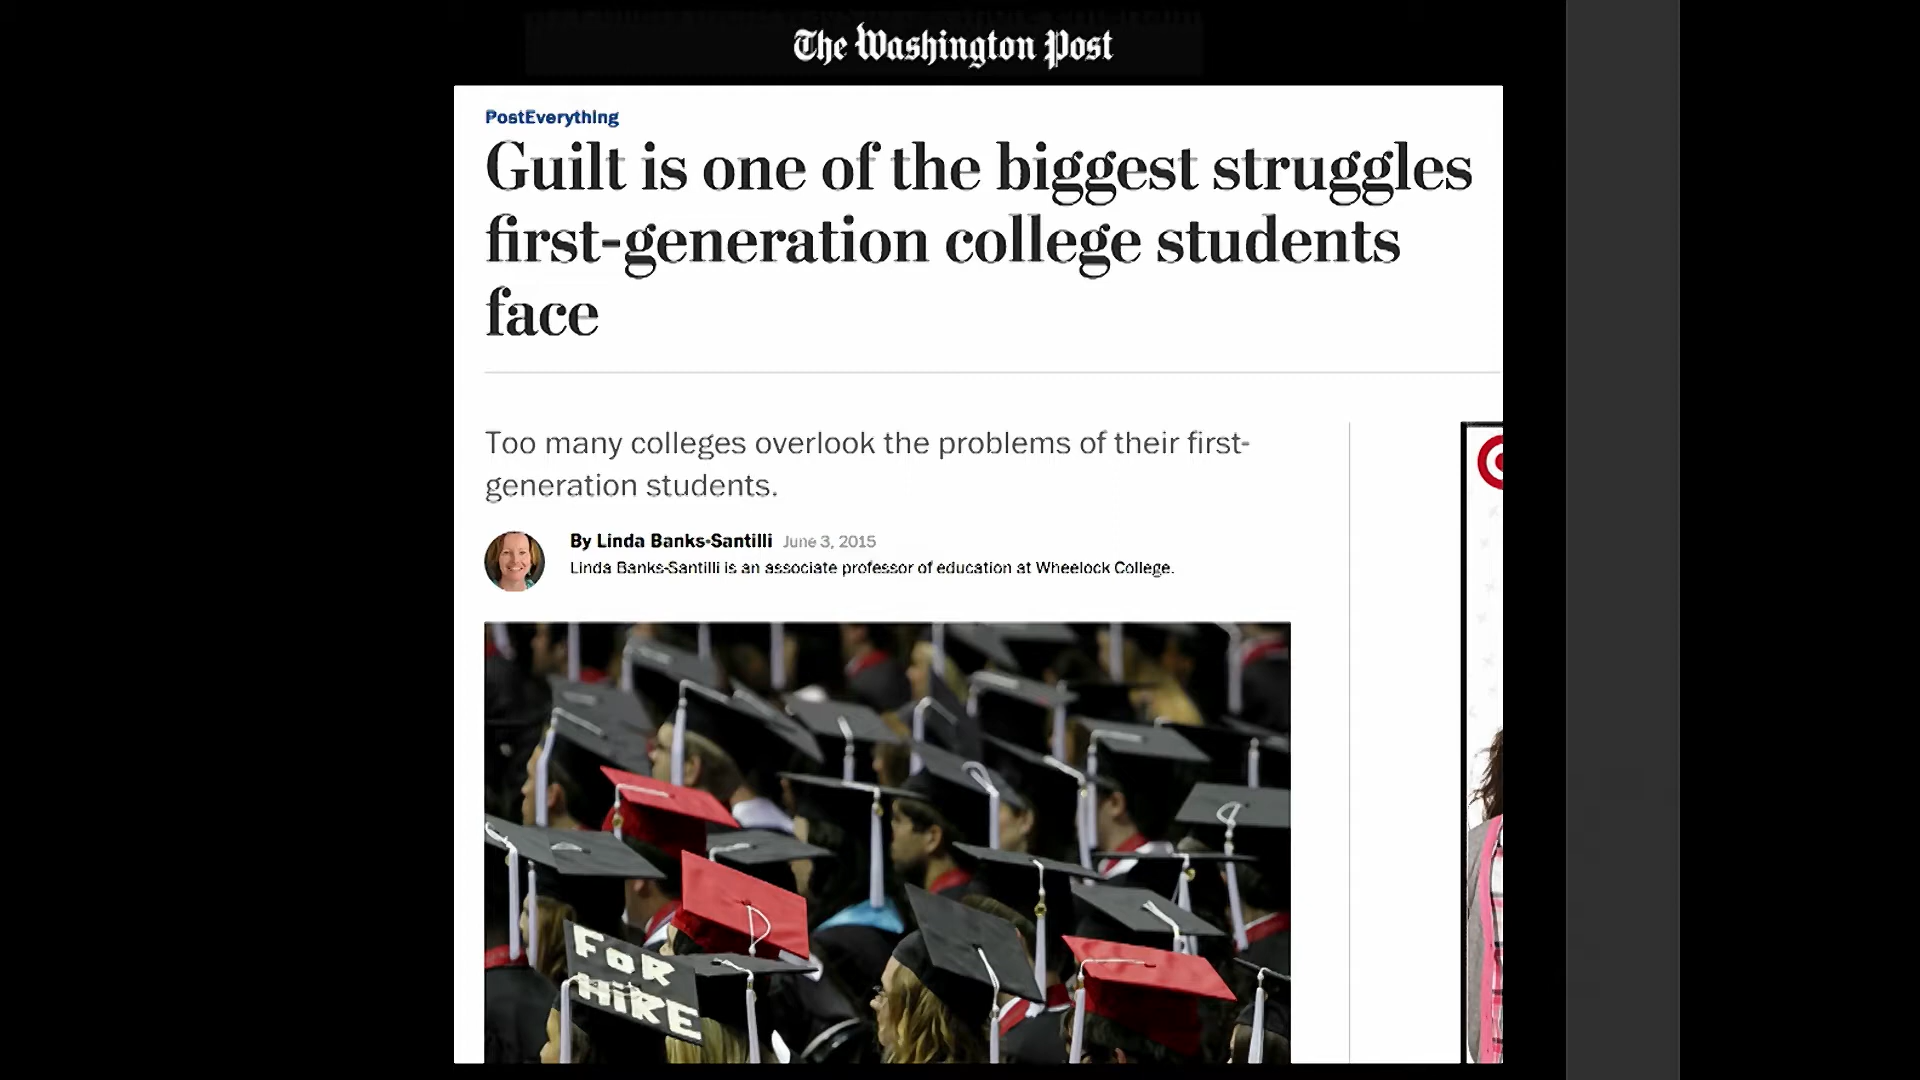 The Washington Post
PostEverything
Guilt is one of the biggest struggles
first-generation college students
face
Too many colleges overlook the problems of their first-
generation students.
By Linda Banks-Santilli June 3, 2015
Linda Banks-Santilli is an associate professor of education at Wheelock College.
FOR
HiRE